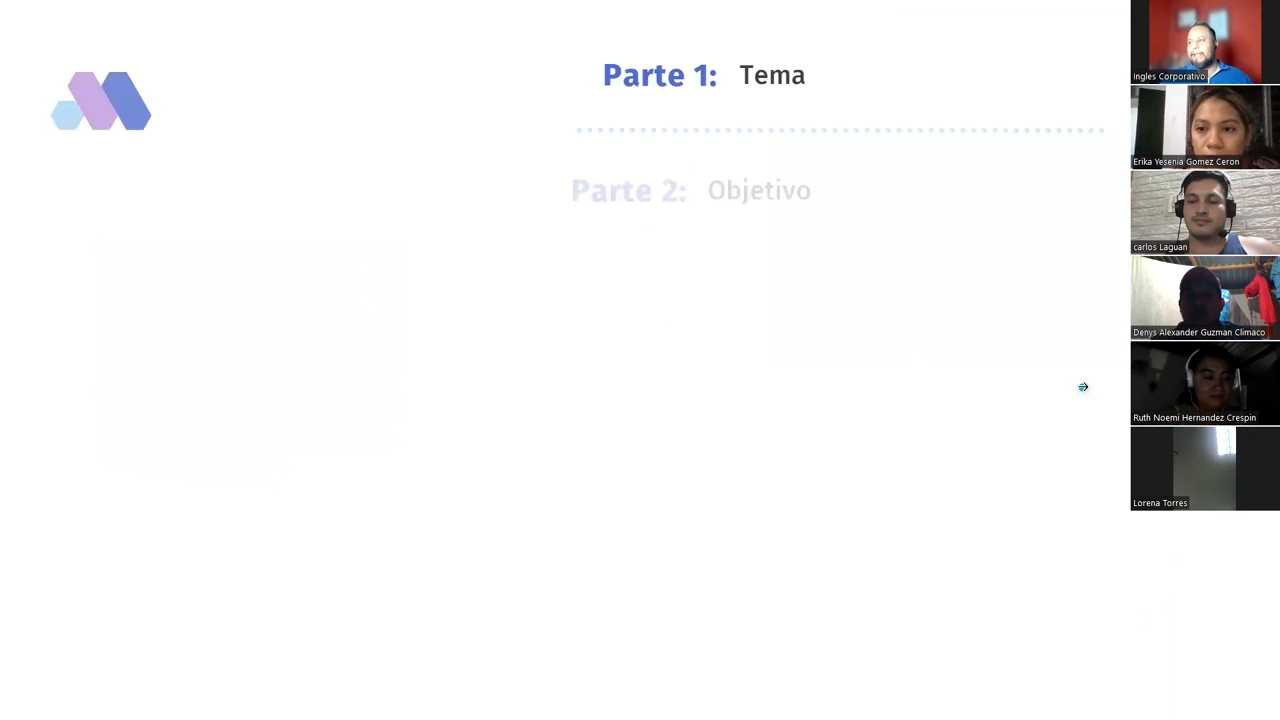 Parte 1: Tema
Parte 2: Objetivo
Ingles Corporativo
Erika Yesenia Gomez Ceron
carlos Laguan
Denys Alexander Guzman Climaco
Ruth Noemi Hernandez Crespin
Lorena Torres